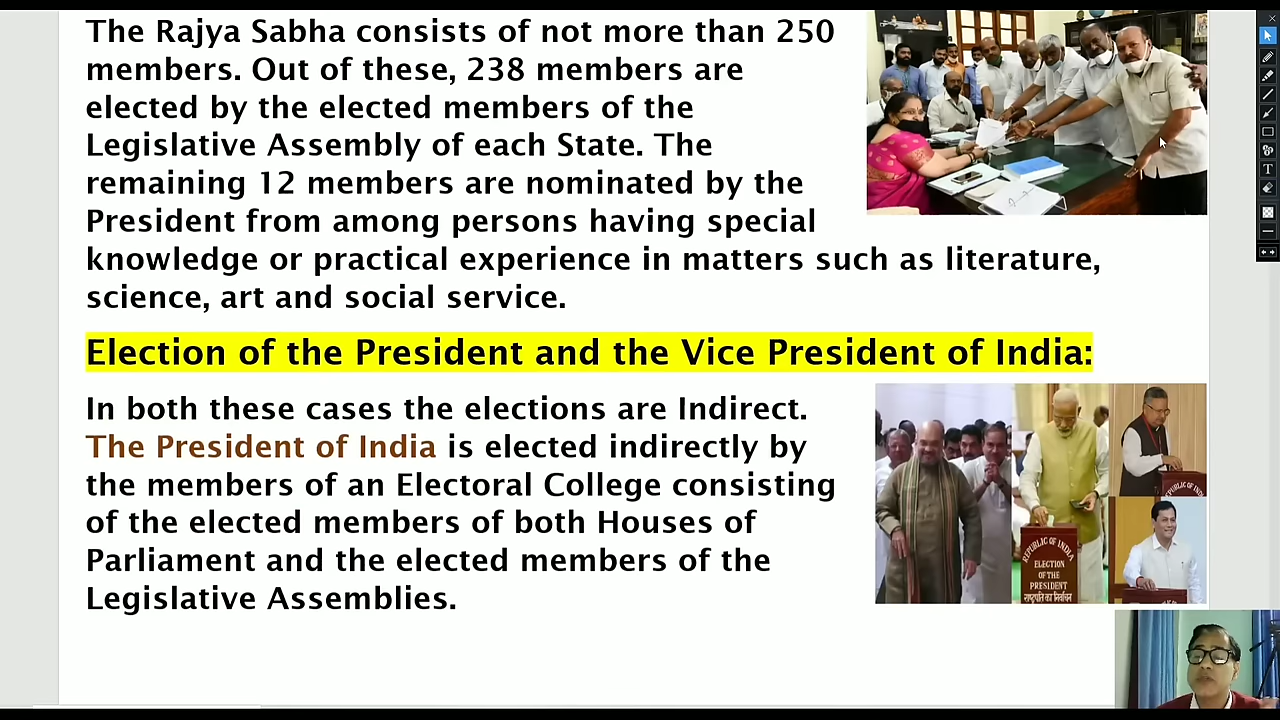 The Rajya Sabha consists of not more than 250
members. Out of these, 238 members are
elected by the elected members of the
Legislative Assembly of each State. The
remaining 12 members are nominated by the
President from among persons having special
knowledge or practical experience in matters such as literature,
science, art and social service.
Election of the President and the Vice President of India:
In both these cases the elections are Indirect.
The President of India is elected indirectly by
the members of an Electoral College consisting
of the elected members of both Houses of
Parliament and the elected members of the
Legislative Assemblies.
REPUBLIC OF INDIA
ELECTION
OF THE
PRESIDENT
राष्ट्रपति का निर्वाचन
REPUBLIC OF IND
T